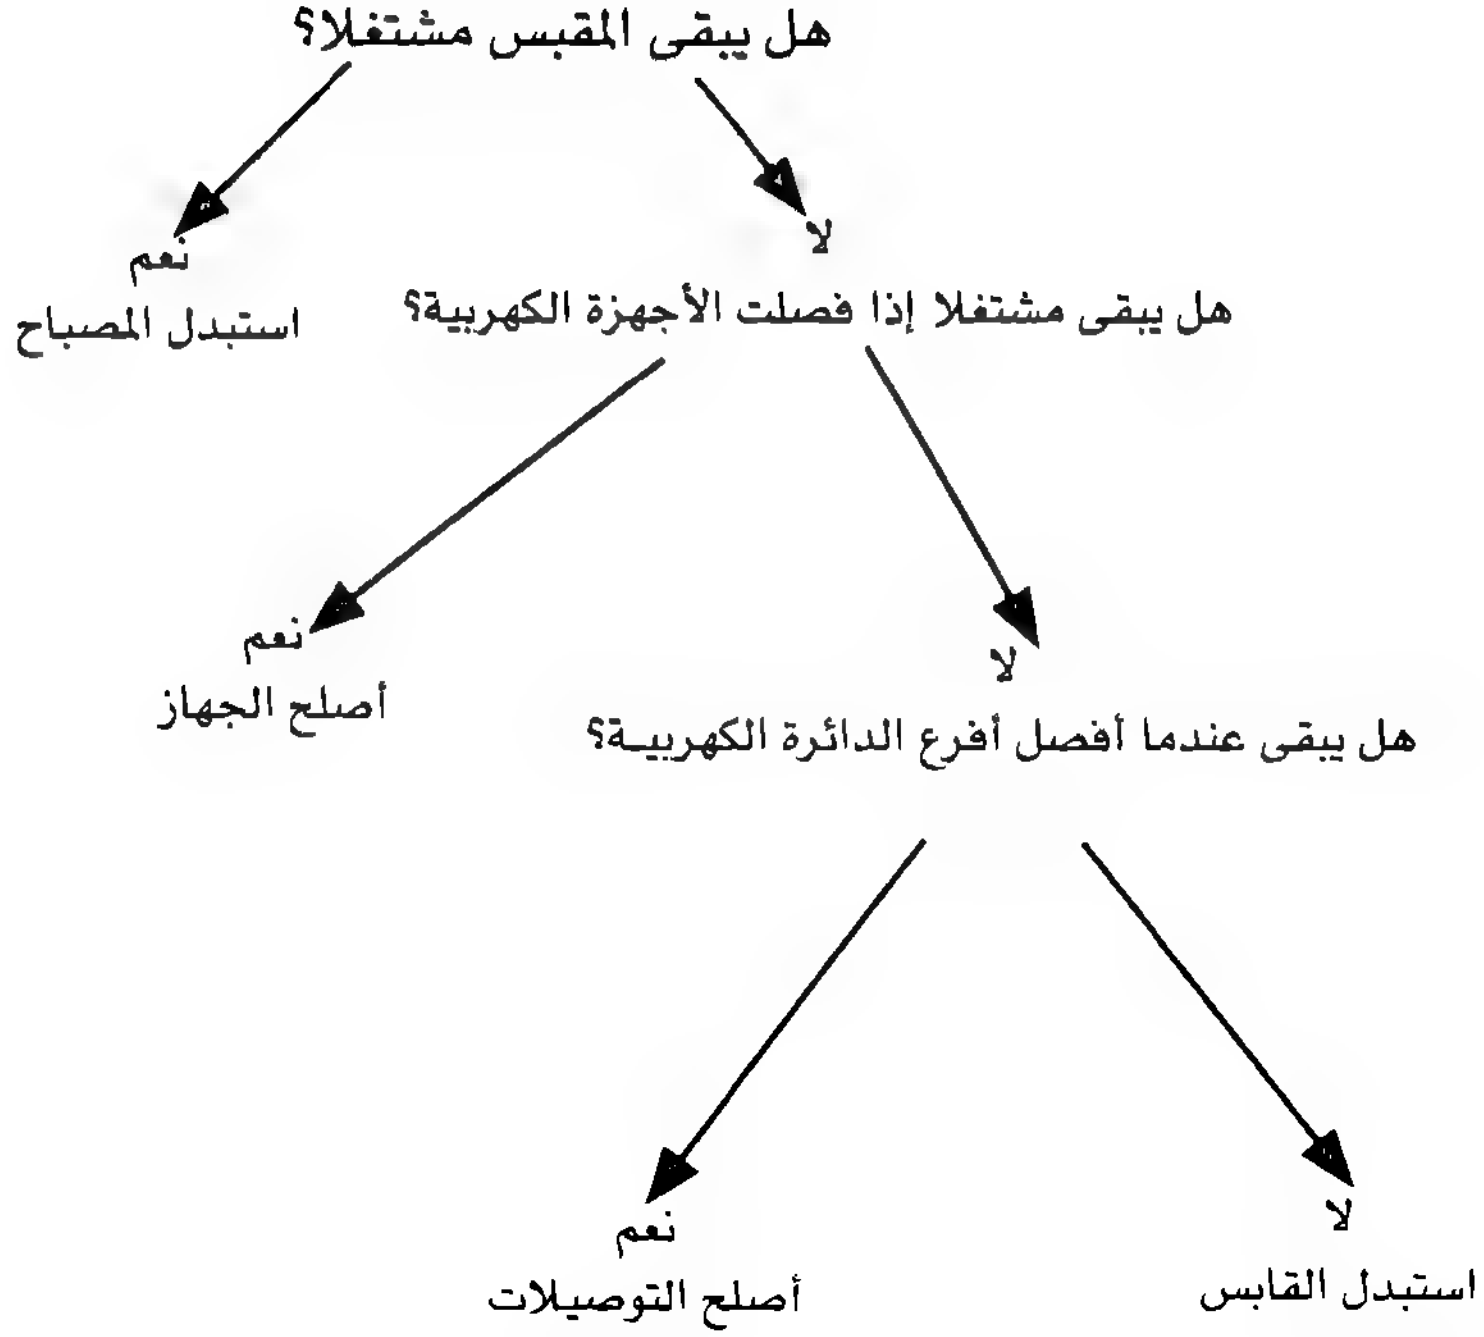 هل يبقى المقبس مشتغلا؟
لا
نعم
هل يبقى مشتغلا إذا فصلت الأجهزة الكهربية؟
استبدل المصباح
نعم
لا
أصلح الجهاز
هل يبقى عندما أفصل أفرع الدائرة الكهربيـة؟
لا
نعم
استبدل القابس
أصلح التوصيلات